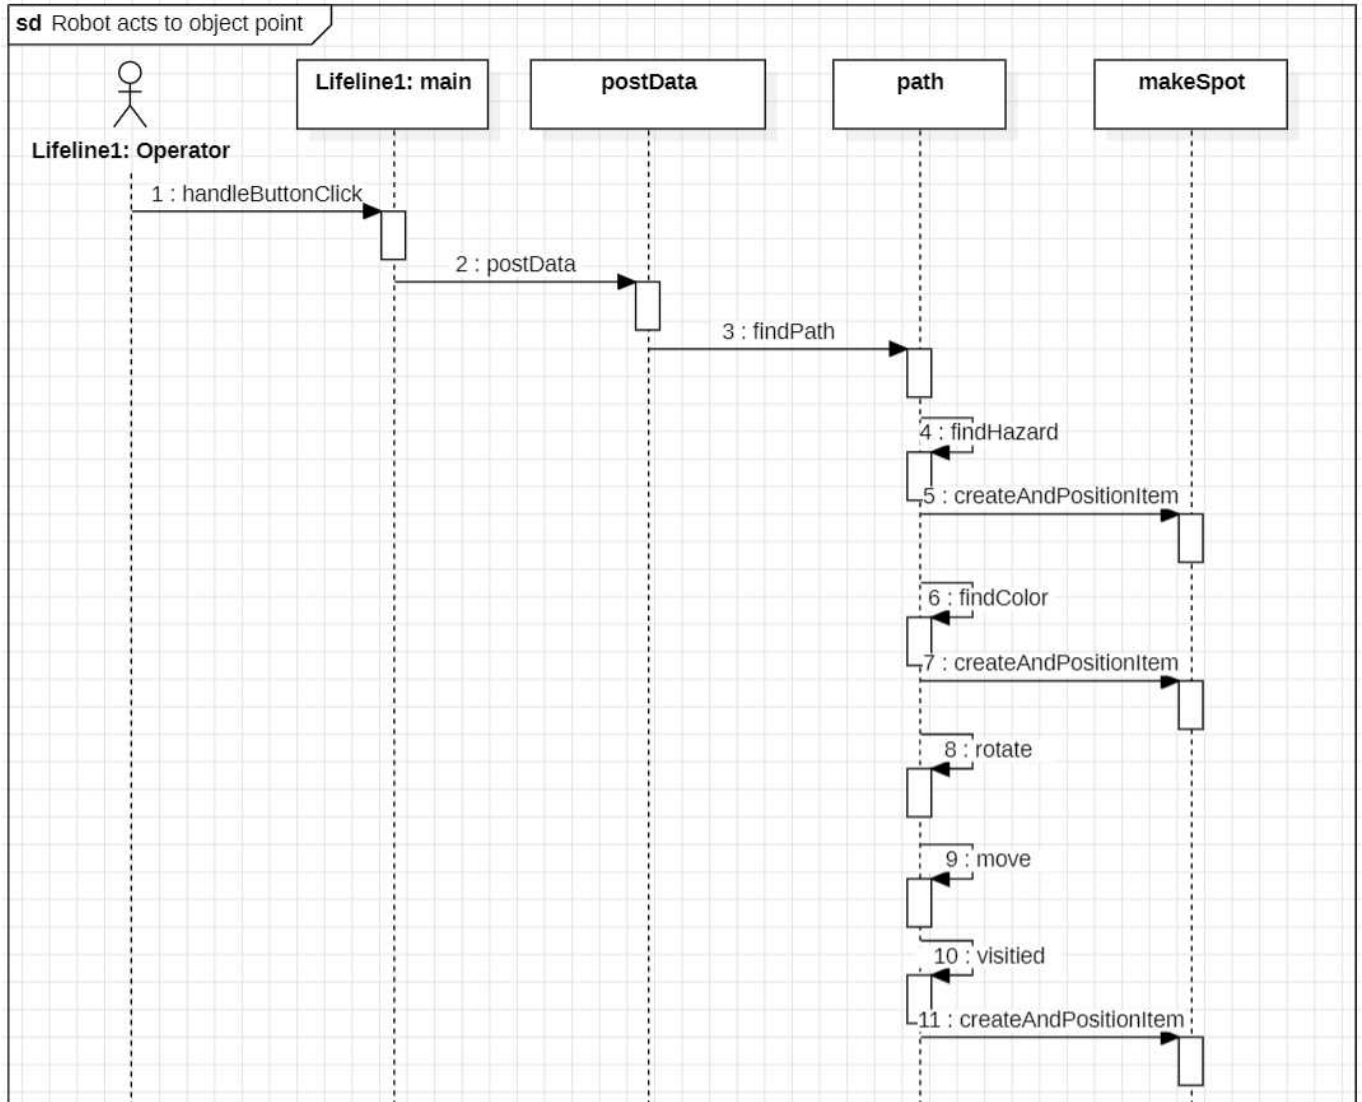 sd Robot acts to object point
Lifeline1: main
postData
path
makeSpot
Lifeline1: Operator
1 : handleButtonClick
2 : postData
3 : findPath
4 : findHazard
5 : createAndPositionItem
6 : findColor
7 : createAndPositionItem
8 : rotate
9 : move
10 : visitied
11 : createAndPositionItem